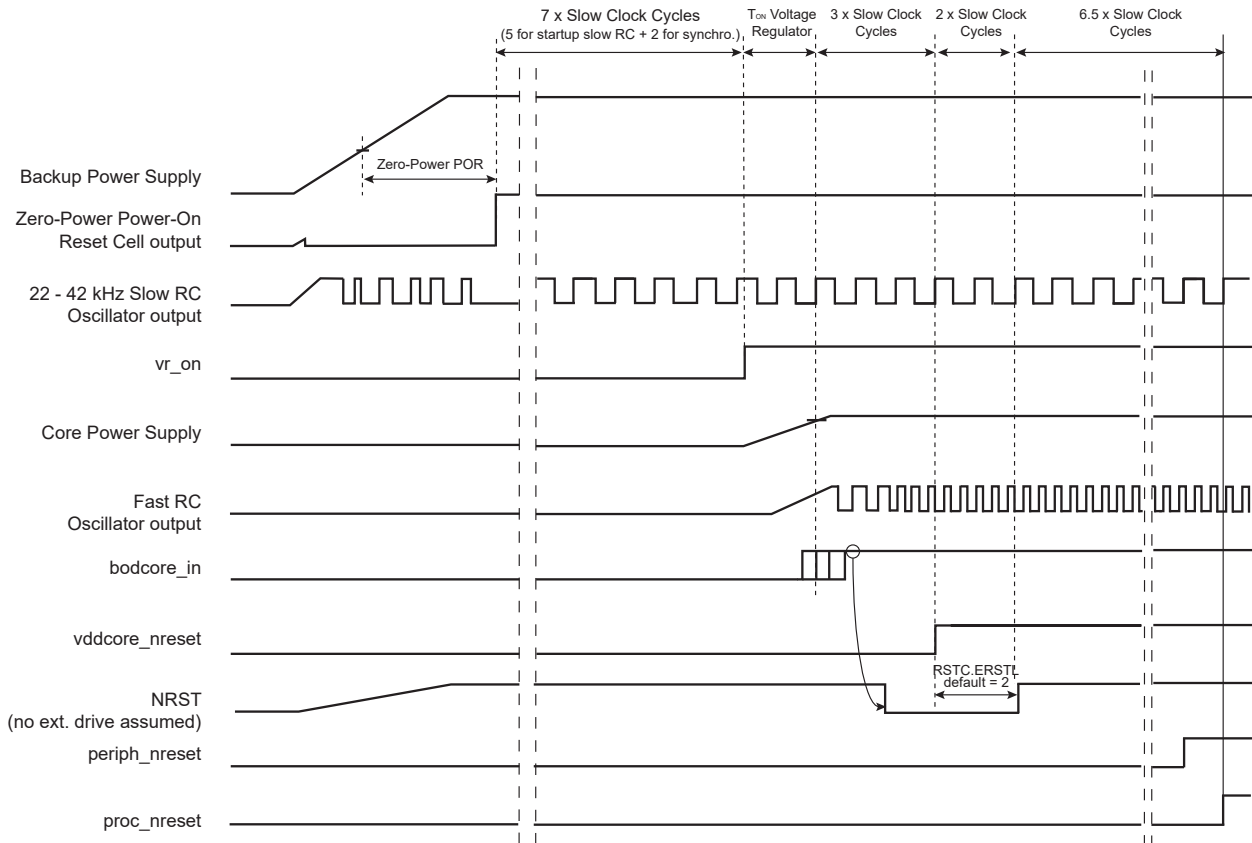 7 x Slow Clock Cycles
(5 for startup slow RC + 2 for synchro.)
TON Voltage
Regulator
3 x Slow Clock
Cycles
2 x Slow Clock
Cycles
6.5 x Slow Clock
Cycles
Zero-Power POR
Backup Power Supply
Zero-Power Power-On
Reset Cell output
22 - 42 kHz Slow RC
Oscillator output
vr_on
Core Power Supply
Fast RC
Oscillator output
bodcore_in
vddcore_nreset
RSTC.ERSTL
default = 2
NRST
(no ext. drive assumed)
periph_nreset
proc_nreset